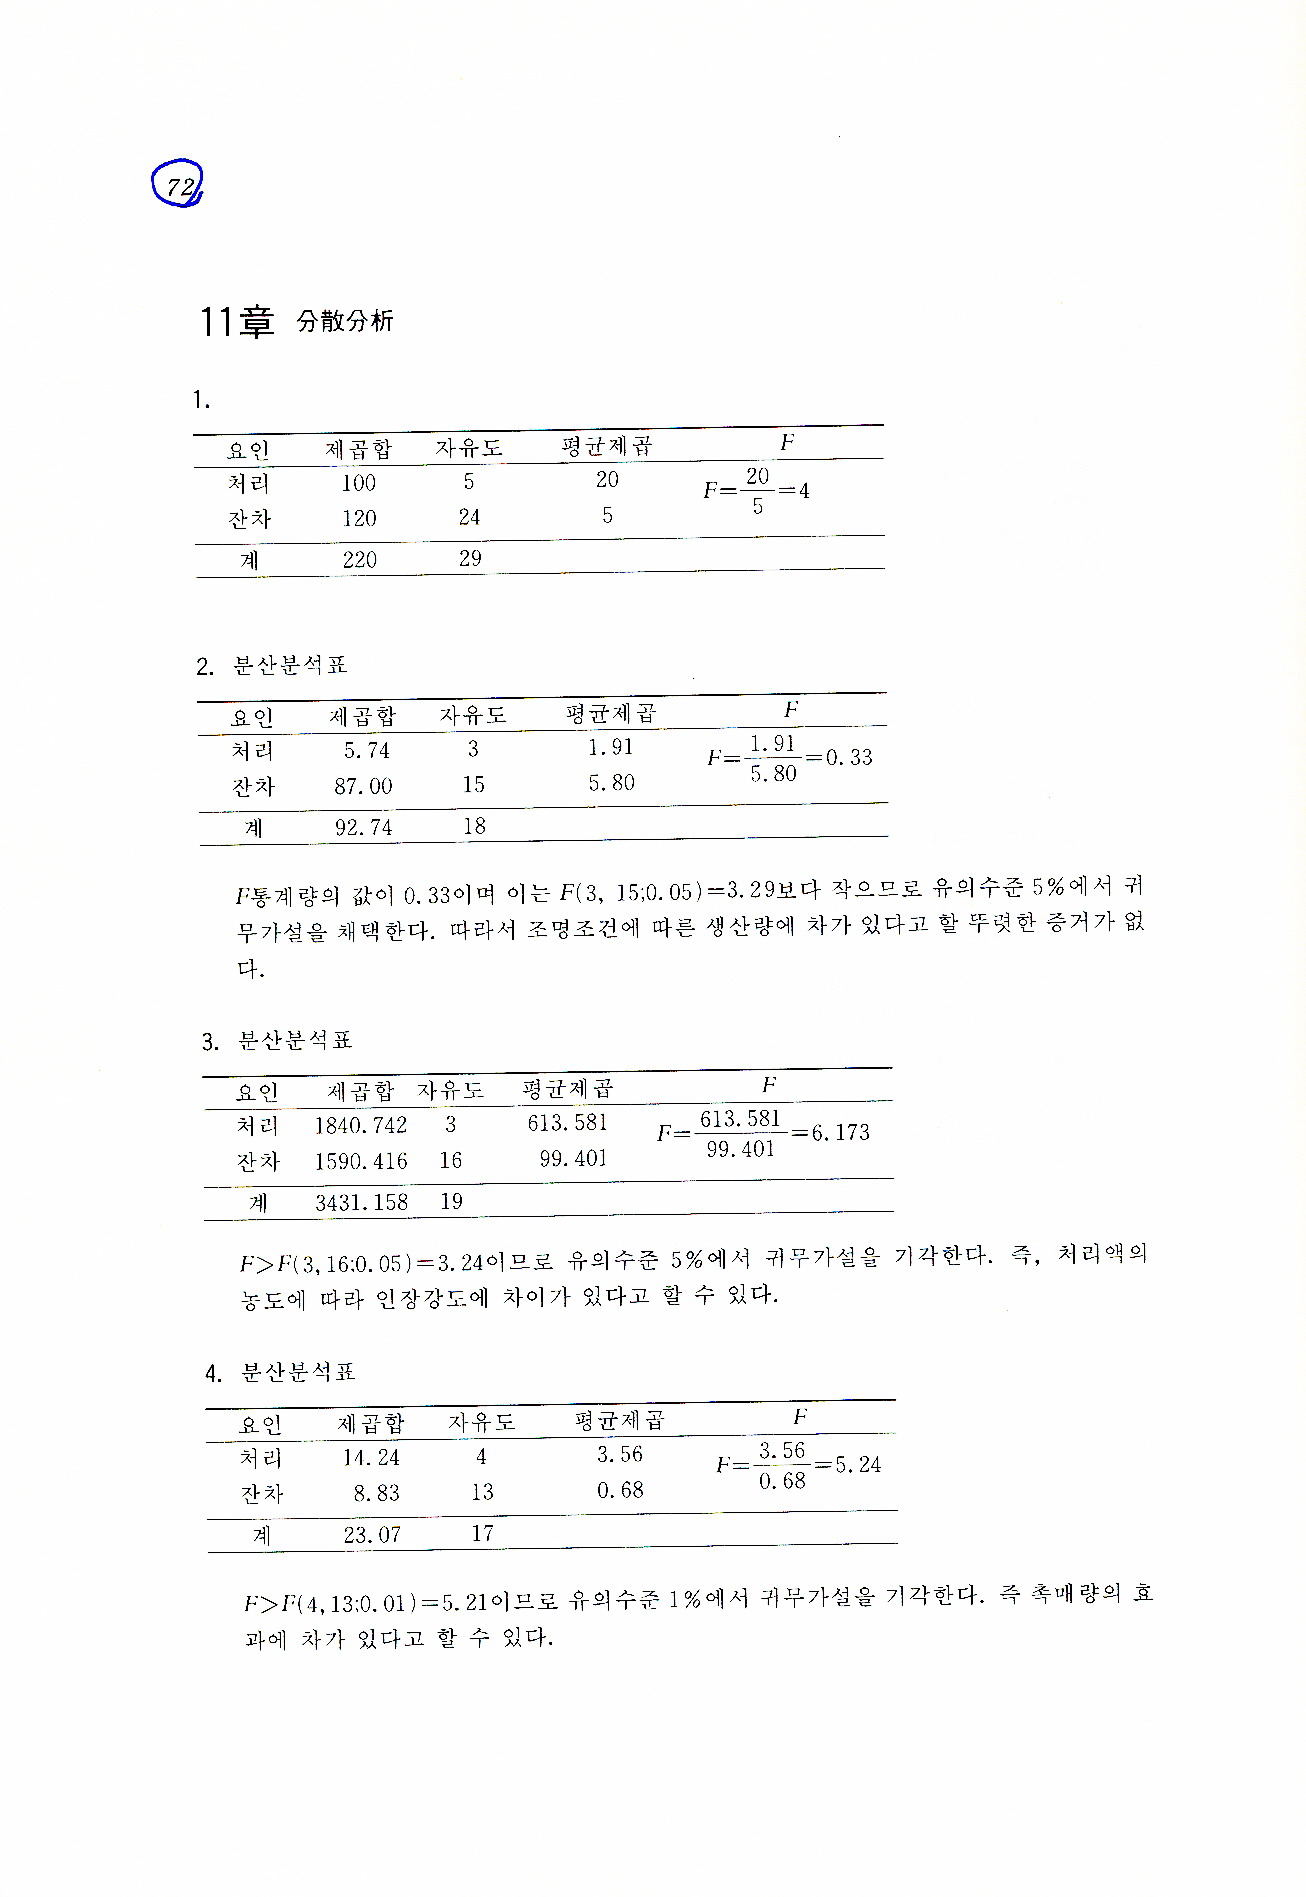 72
11章 分散分析
1.
요인 제곱합 자유도 평균제곱 F
처리 100 5 20 F=20/5=4
잔차 120 24 5
계 220 29
2. 분산분석표
요인 제곱합 자유도 평균제곱 F
처리 5.74 3 1.91 F=1.91/5.80=0.33
잔차 87.00 15 5.80
계 92.74 18
F통계량의 값이 0.33이며 이는 F(3, 15;0.05)=3.29보다 작으므로 유의수준 5%에서 귀
무가설을 채택한다. 따라서 조명조건에 따른 생산량에 차가 있다고 할 뚜렷한 증거가 없
다.
3. 분산분석표
요인 제곱합 자유도 평균제곱 F
처리 1840.742 3 613.581 F=613.581/99.401=6.173
잔차 1590.416 16 99.401
계 3431.158 19
F>F(3,16;0.05)=3.24이므로 유의수준 5%에서 귀무가설을 기각한다. 즉, 처리액의
농도에 따라 인장강도에 차이가 있다고 할 수 있다.
4. 분산분석표
요인 제곱합 자유도 평균제곱 F
처리 14.24 4 3.56 F=3.56/0.68=5.24
잔차 8.83 13 0.68
계 23.07 17
F>F(4,13;0.01)=5.21이므로 유의수준 1%에서 귀무가설을 기각한다. 즉 촉매량의 효
과에 차가 있다고 할 수 있다.